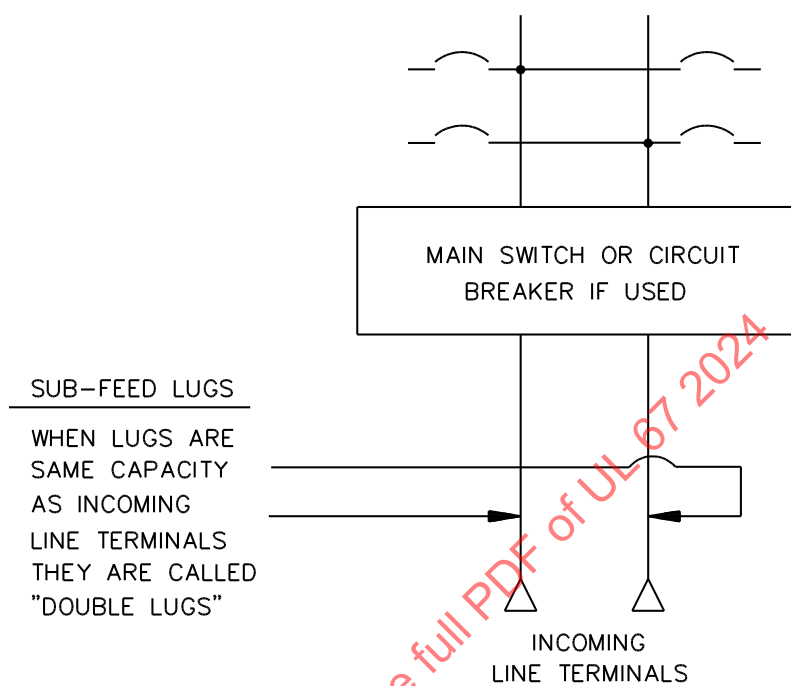 MAIN SWITCH OR CIRCUIT
BREAKER IF USED
SUB-FEED LUGS
WHEN LUGS ARE
SAME CAPACITY
AS INCOMING
LINE TERMINALS
THEY ARE CALLED
"DOUBLE LUGS"
INCOMING
LINE TERMINALS
full PDF of UL 67 2024